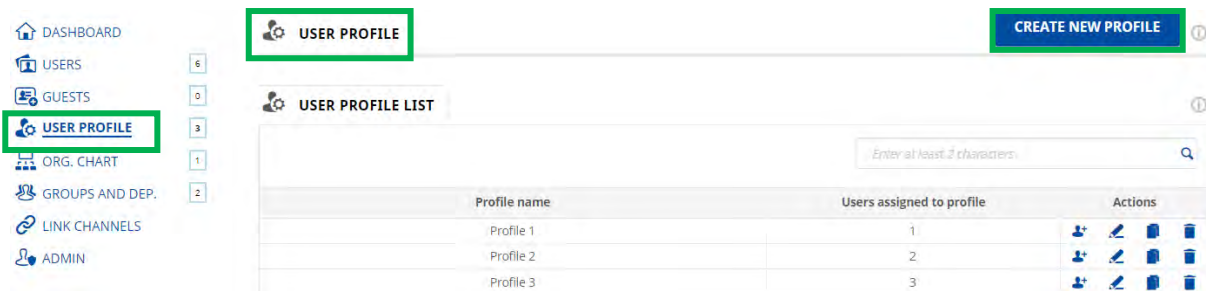 DASHBOARD
USERS 6
GUESTS 0
USER PROFILE 3
ORG. CHART 1
GROUPS AND DEP. 2
LINK CHANNELS
ADMIN
USER PROFILE
CREATE NEW PROFILE
USER PROFILE LIST
Enter at least 2 characters
Profile name Users assigned to profile Actions
Profile 1 1
Profile 2 2
Profile 3 3